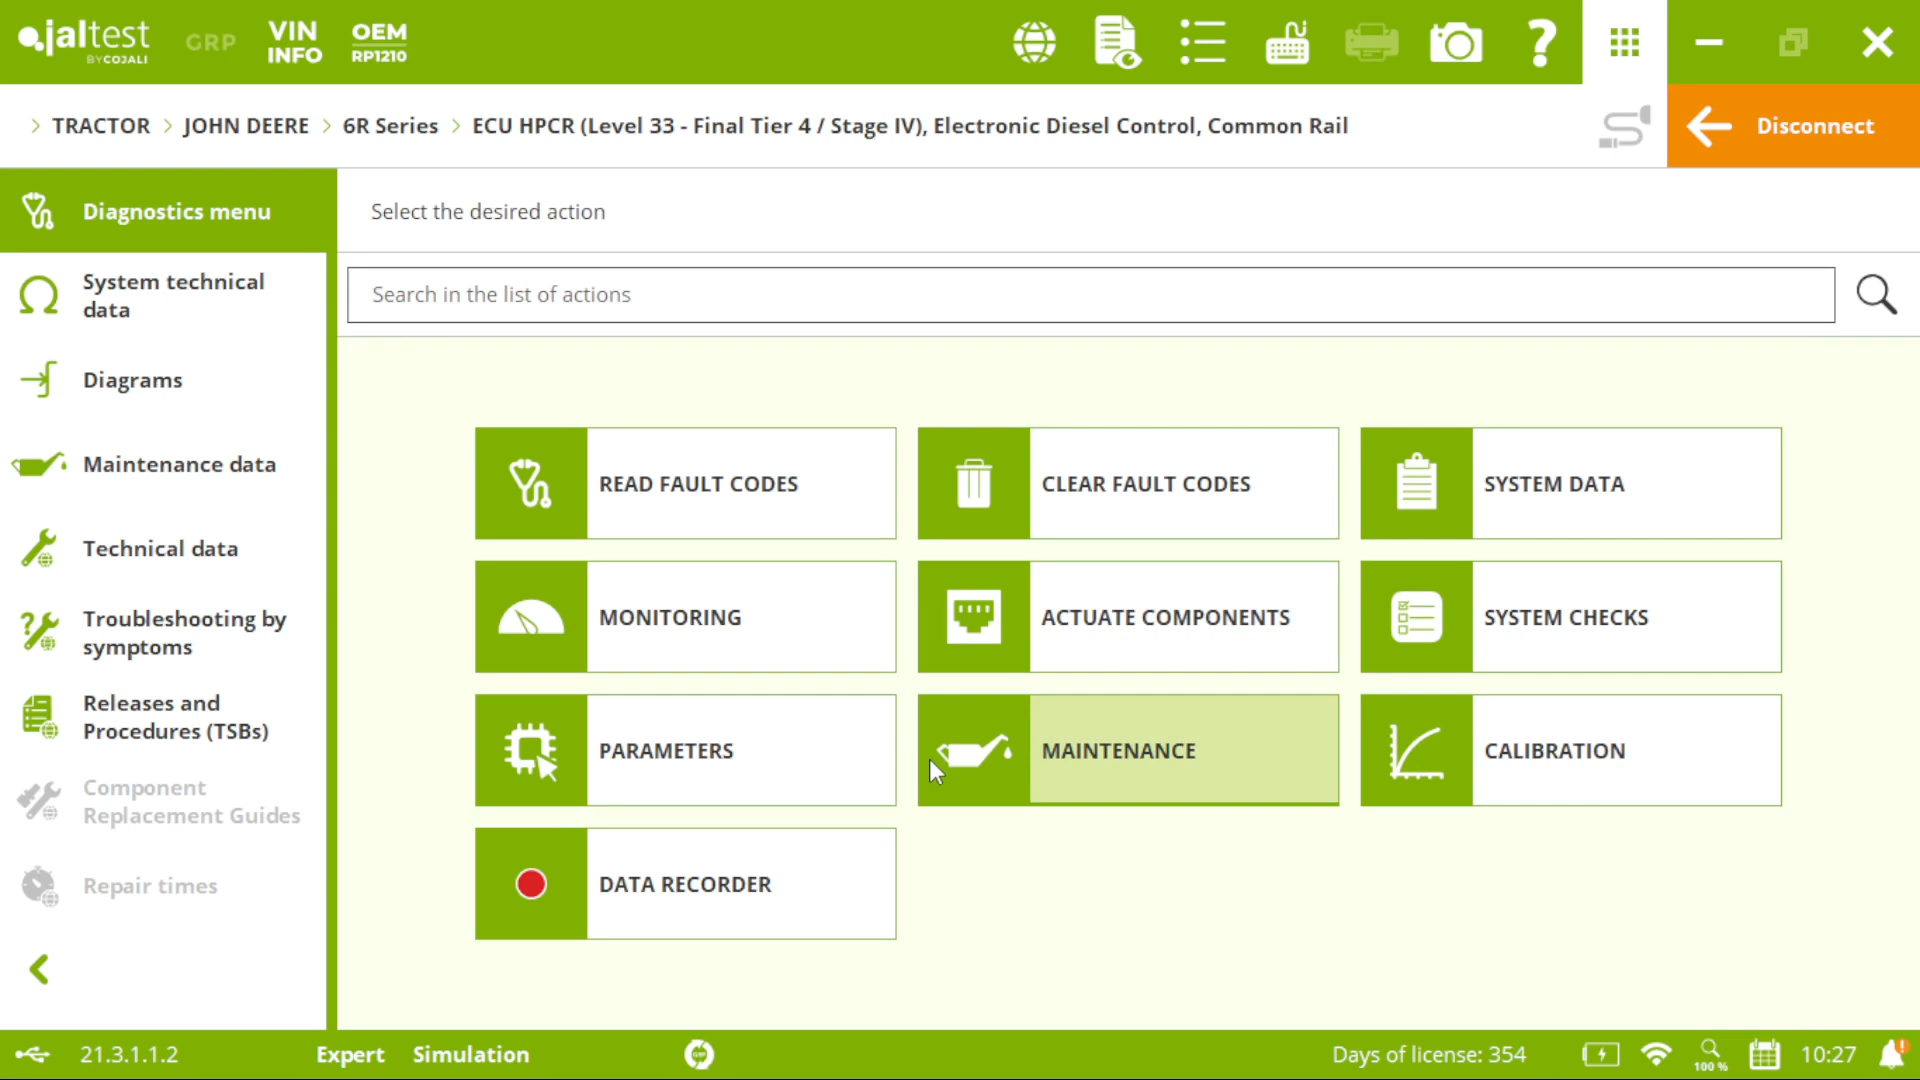 jaltest
BY COJALI
GRP
VIN
INFO
OEM
RP1210
?
> TRACTOR > JOHN DEERE > 6R Series > ECU HPCR (Level 33 - Final Tier 4 / Stage IV), Electronic Diesel Control, Common Rail
Disconnect
Diagnostics menu
System technical
data
Diagrams
Maintenance data
Technical data
Troubleshooting by
symptoms
Releases and
Procedures (TSBs)
Component
Replacement Guides
Repair times
Select the desired action
Search in the list of actions
READ FAULT CODES
CLEAR FAULT CODES
SYSTEM DATA
MONITORING
ACTUATE COMPONENTS
SYSTEM CHECKS
PARAMETERS
MAINTENANCE
CALIBRATION
DATA RECORDER
21.3.1.1.2
Expert
Simulation
GRP
Days of license: 354
100 %
10:27